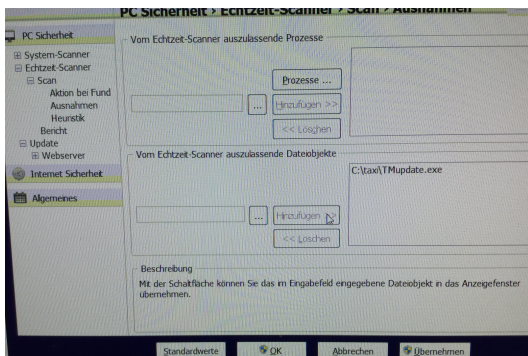 PC Sicherheit > Echtzeit-Scanner > Scan > Ausnahmen
PC Sicherheit
System-Scanner
Echtzeit-Scanner
Scan
Aktion bei Fund
Ausnahmen
Heuristik
Bericht
Update
Webserver
Internet Sicherheit
Allgemeines
Vom Echtzeit-Scanner auszulassende Prozesse
Prozesse ...
...
Hinzufügen >>
<< Löschen
Vom Echtzeit-Scanner auszulassende Dateiobjekte
C:\taxi\TMupdate.exe
...
Hinzufügen >>
<< Löschen
Beschreibung
Mit der Schaltfläche können Sie das im Eingabefeld eingegebene Dateiobjekt in das Anzeigefenster
übernehmen.
Standardwerte
OK
Abbrechen
Übernehmen